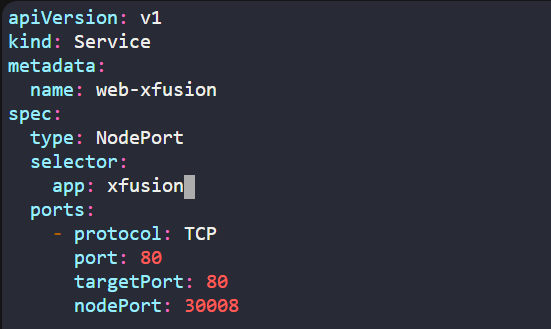 apiVersion: v1
kind: Service
metadata:
  name: web-xfusion
spec:
  type: NodePort
  selector:
    app: xfusion
  ports:
    - protocol: TCP
      port: 80
      targetPort: 80
      nodePort: 30008